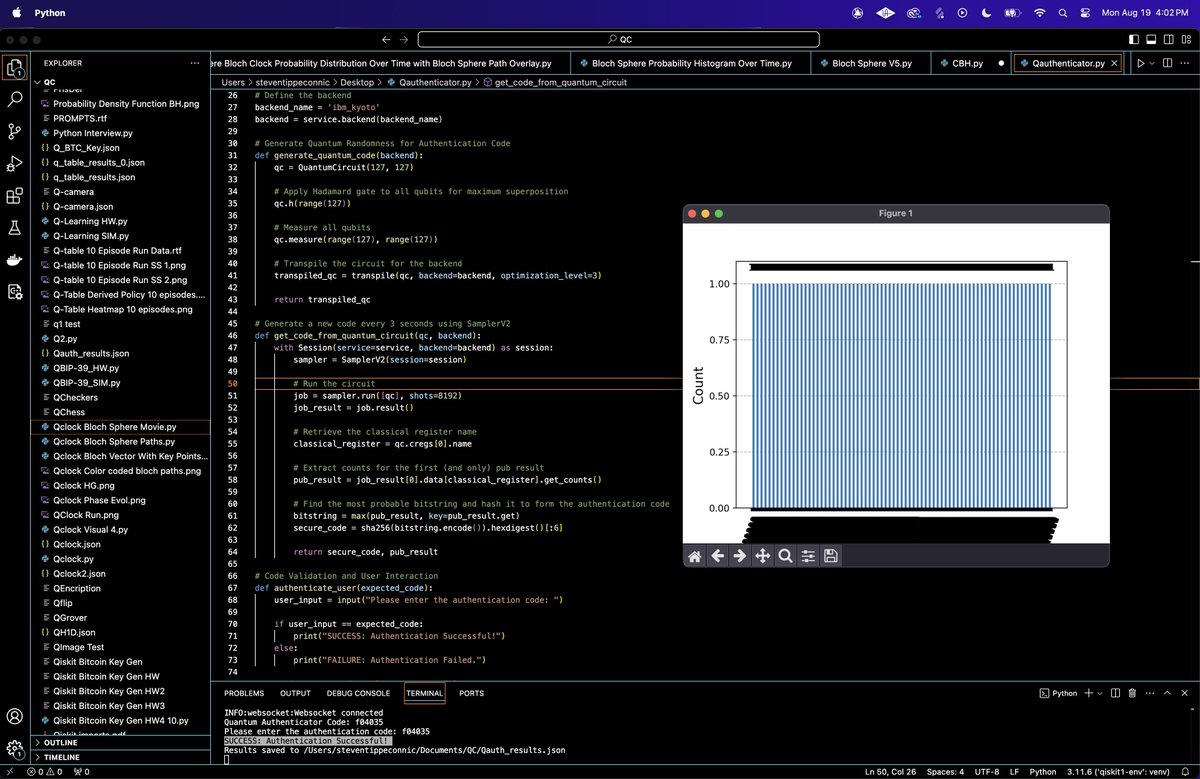 Python
Mon Aug 19 4:02 PM
QC
EXPLORER
QC
Probability Density Function BH.png
PROMPTS.rtf
Python Interview.py
Q_BTC_Key.json
q_table_results_0.json
q_table_results.json
Q-camera
Q-camera.json
Q-Learning HW.py
Q-Learning SIM.py
Q-table 10 Episode Run Data.rtf
Q-table 10 Episode Run SS 1.png
Q-table 10 Episode Run SS 2.png
Q-Table Derived Policy 10 episodes....
Q-Table Heatmap 10 episodes.png
q1 test
Q2.py
Qauth_results.json
QBIP-39_HW.py
QBIP-39_SIM.py
QCheckers
QChess
Qclock Bloch Sphere Movie.py
Qclock Bloch Sphere Paths.py
Qclock Bloch Vector With Key Points...
Qclock Color coded bloch paths.png
Qclock HG.png
Qclock Phase Evol.png
QClock Run.png
Qclock Visual 4.py
Qclock.json
Qclock.py
Qclock2.json
QEncription
Qflip
QGrover
QH1D.json
QImage Test
Qiskit Bitcoin Key Gen
Qiskit Bitcoin Key Gen HW
Qiskit Bitcoin Key Gen HW2
Qiskit Bitcoin Key Gen HW3
Qiskit Bitcoin Key Gen HW4 10.py
Qiskit imports.pdf
OUTLINE
TIMELINE
ere Bloch Clock Probability Distribution Over Time with Bloch Sphere Path Overlay.py
Bloch Sphere Probability Histogram Over Time.py
Bloch Sphere V5.py
CBH.py
Qauthenticator.py
Users > steventippeconnic > Desktop > Qauthenticator.py > get_code_from_quantum_circuit
26 # Define the backend
27 backend_name = 'ibm_kyoto'
28 backend = service.backend(backend_name)
29
30 # Generate Quantum Randomness for Authentication Code
31 def generate_quantum_code(backend):
32 qc = QuantumCircuit(127, 127)
33
34 # Apply Hadamard gate to all qubits for maximum superposition
35 qc.h(range(127))
36
37 # Measure all qubits
38 qc.measure(range(127), range(127))
39
40 # Transpile the circuit for the backend
41 transpiled_qc = transpile(qc, backend=backend, optimization_level=3)
42
43 return transpiled_qc
44
45 # Generate a new code every 3 seconds using SamplerV2
46 def get_code_from_quantum_circuit(qc, backend):
47 with Session(service=service, backend=backend) as session:
48 sampler = SamplerV2(session=session)
49
50 # Run the circuit
51 job = sampler.run([qc], shots=8192)
52 job_result = job.result()
53
54 # Retrieve the classical register name
55 classical_register = qc.cregs[0].name
56
57 # Extract counts for the first (and only) pub result
58 pub_result = job_result[0].data[classical_register].get_counts()
59
60 # Find the most probable bitstring and hash it to form the authentication code
61 bitstring = max(pub_result, key=pub_result.get)
62 secure_code = sha256(bitstring.encode()).hexdigest()[:6]
63
64 return secure_code, pub_result
65
66 # Code Validation and User Interaction
67 def authenticate_user(expected_code):
68 user_input = input("Please enter the authentication code: ")
69
70 if user_input == expected_code:
71 print("SUCCESS: Authentication Successful!")
72 else:
73 print("FAILURE: Authentication Failed.")
74
Figure 1
Count
1.00
0.75
0.50
0.25
0.00
PROBLEMS OUTPUT DEBUG CONSOLE TERMINAL PORTS
Python
INFO:websocket:Websocket connected
Quantum Authenticator Code: f04035
Please enter the authentication code: f04035
SUCCESS: Authentication Successful!
Results saved to /Users/steventippeconnic/Documents/QC/Qauth_results.json
0 0 0
Ln 50, Col 26 Spaces: 4 UTF-8 LF Python 3.11.6 ('qiskit1-env': venv)